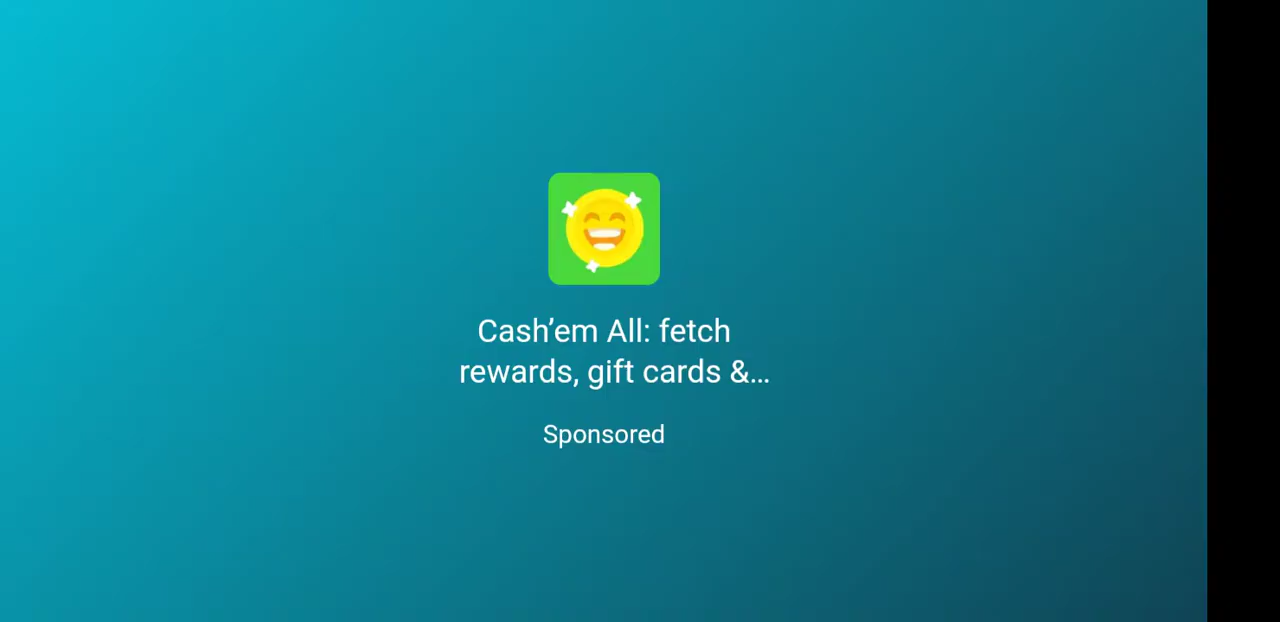 Cash’em All: fetch
rewards, gift cards &…
Sponsored